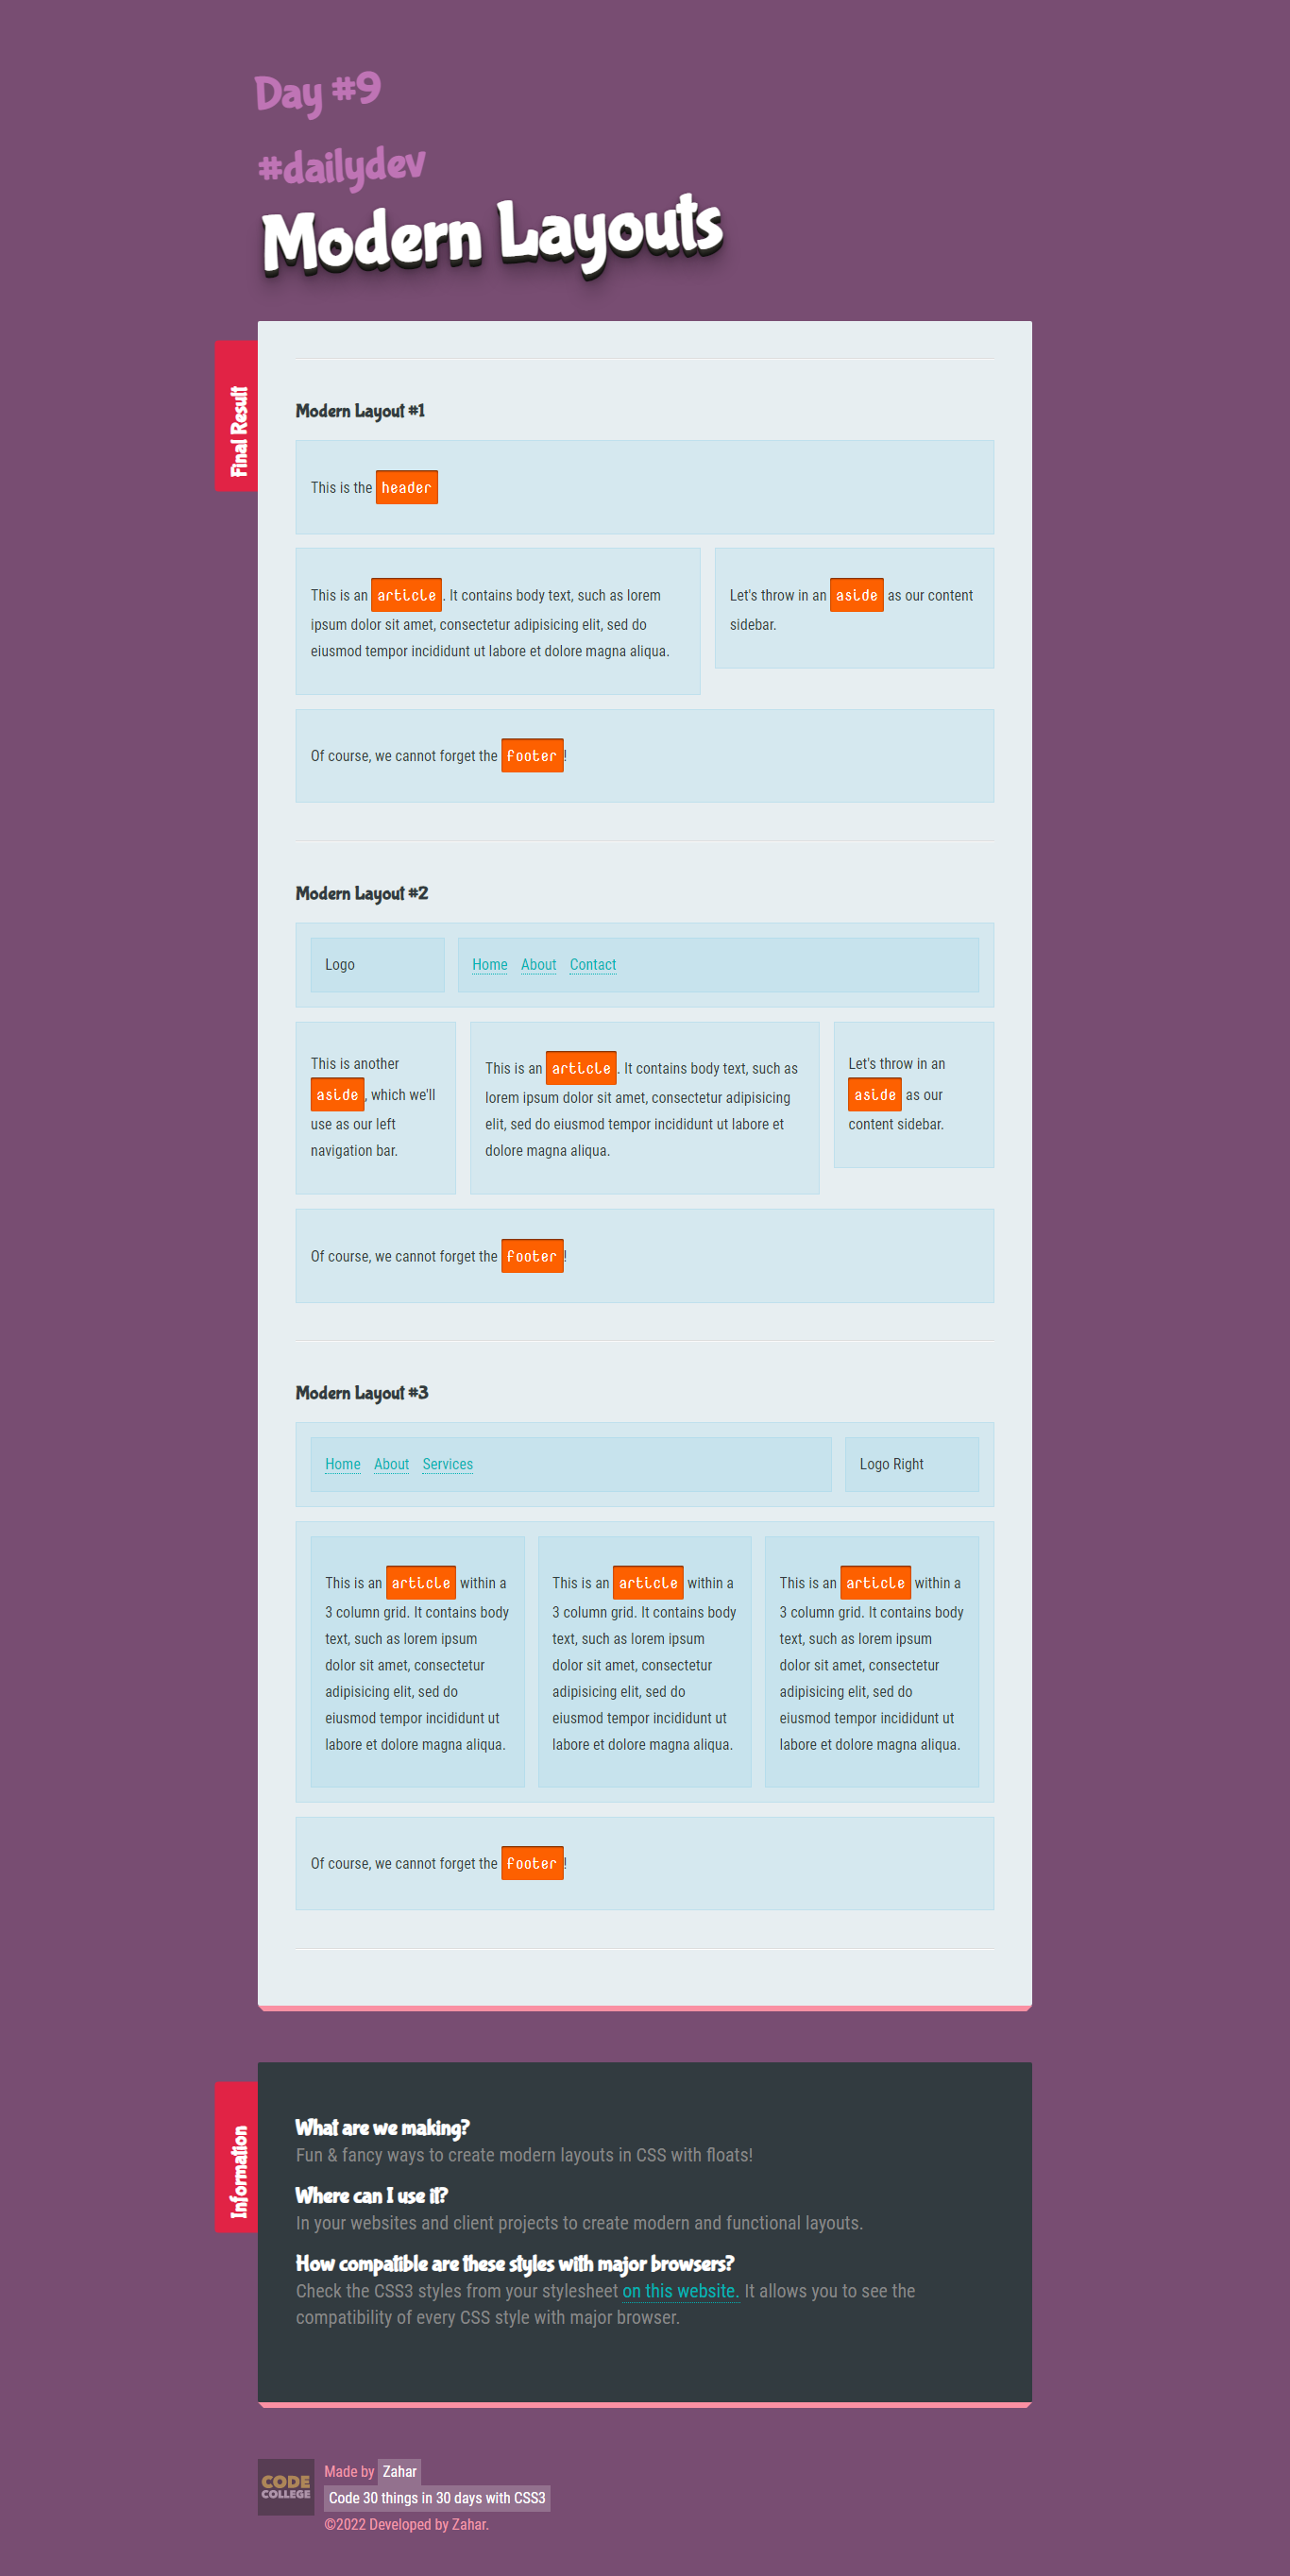 Day #9
#dailydev
Modern Layouts
Final Result
Modern Layout #1
This is the header
This is an article. It contains body text, such as lorem
ipsum dolor sit amet, consectetur adipisicing elit, sed do
eiusmod tempor incididunt ut labore et dolore magna aliqua.
Let's throw in an aside as our content
sidebar.
Of course, we cannot forget the footer!
Modern Layout #2
Logo
Home About Contact
This is another
aside, which we'll
use as our left
navigation bar.
This is an article. It contains body text, such as
lorem ipsum dolor sit amet, consectetur adipisicing
elit, sed do eiusmod tempor incididunt ut labore et
dolore magna aliqua.
Let's throw in an
aside as our
content sidebar.
Of course, we cannot forget the footer!
Modern Layout #3
Home About Services
Logo Right
This is an article within a
3 column grid. It contains body
text, such as lorem ipsum
dolor sit amet, consectetur
adipisicing elit, sed do
eiusmod tempor incididunt ut
labore et dolore magna aliqua.
This is an article within a
3 column grid. It contains body
text, such as lorem ipsum
dolor sit amet, consectetur
adipisicing elit, sed do
eiusmod tempor incididunt ut
labore et dolore magna aliqua.
This is an article within a
3 column grid. It contains body
text, such as lorem ipsum
dolor sit amet, consectetur
adipisicing elit, sed do
eiusmod tempor incididunt ut
labore et dolore magna aliqua.
Of course, we cannot forget the footer!
Information
What are we making?
Fun & fancy ways to create modern layouts in CSS with floats!
Where can I use it?
In your websites and client projects to create modern and functional layouts.
How compatible are these styles with major browsers?
Check the CSS3 styles from your stylesheet on this website. It allows you to see the
compatibility of every CSS style with major browser.
CODE
COLLEGE
Made by Zahar
Code 30 things in 30 days with CSS3
©2022 Developed by Zahar.